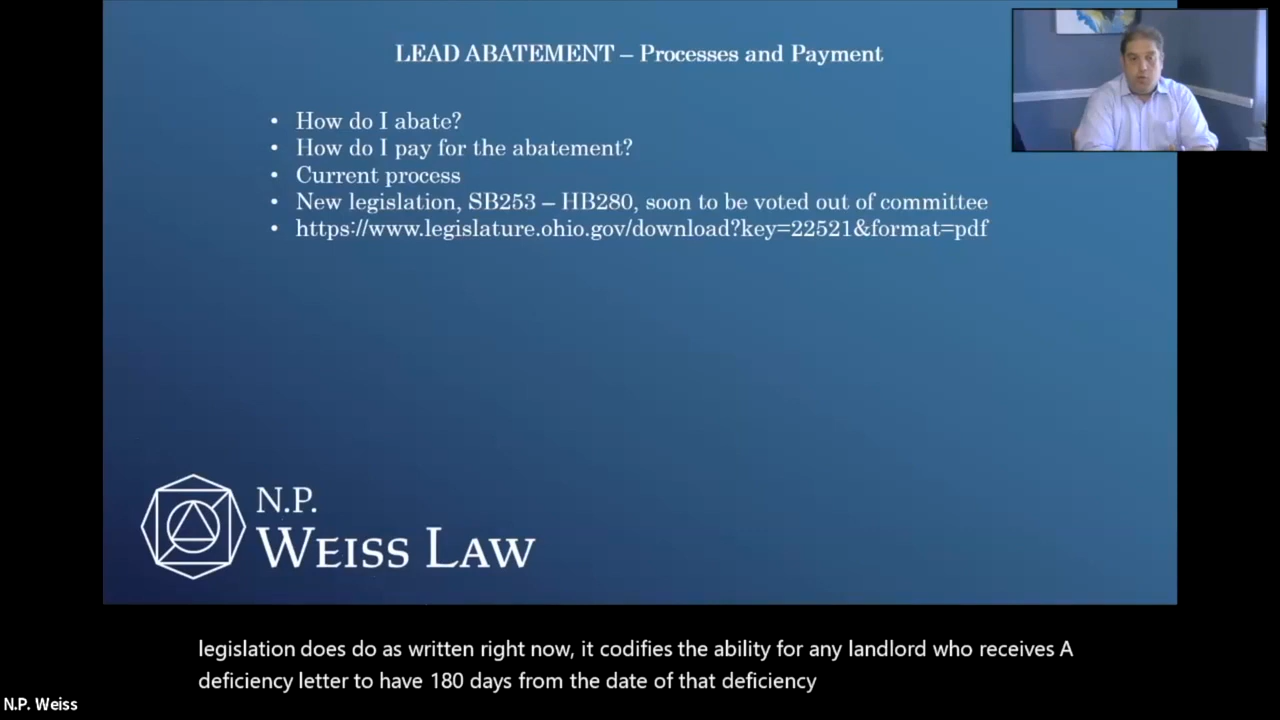 LEAD ABATEMENT – Processes and Payment
• How do I abate?
• How do I pay for the abatement?
• Current process
• New legislation, SB253 – HB280, soon to be voted out of committee
• https://www.legislature.ohio.gov/download?key=22521&format=pdf
N.P.
WEISS LAW
legislation does do as written right now, it codifies the ability for any landlord who receives A
deficiency letter to have 180 days from the date of that deficiency
N.P. Weiss